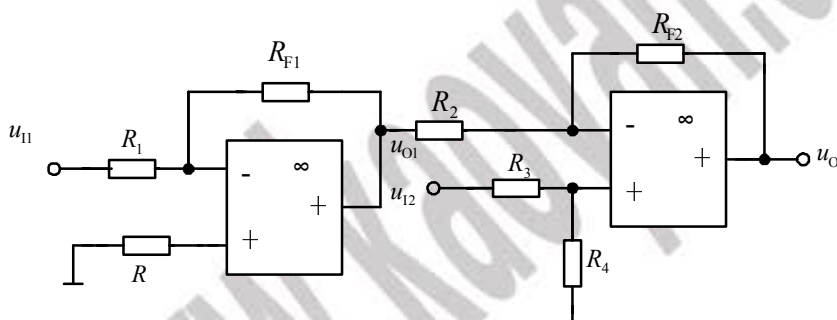 R_F1
R_F2
R_2
u_I1
R_1
∞
-
+
+
R
u_O1
u_I2
R_3
R_4
∞
-
+
+
u_O